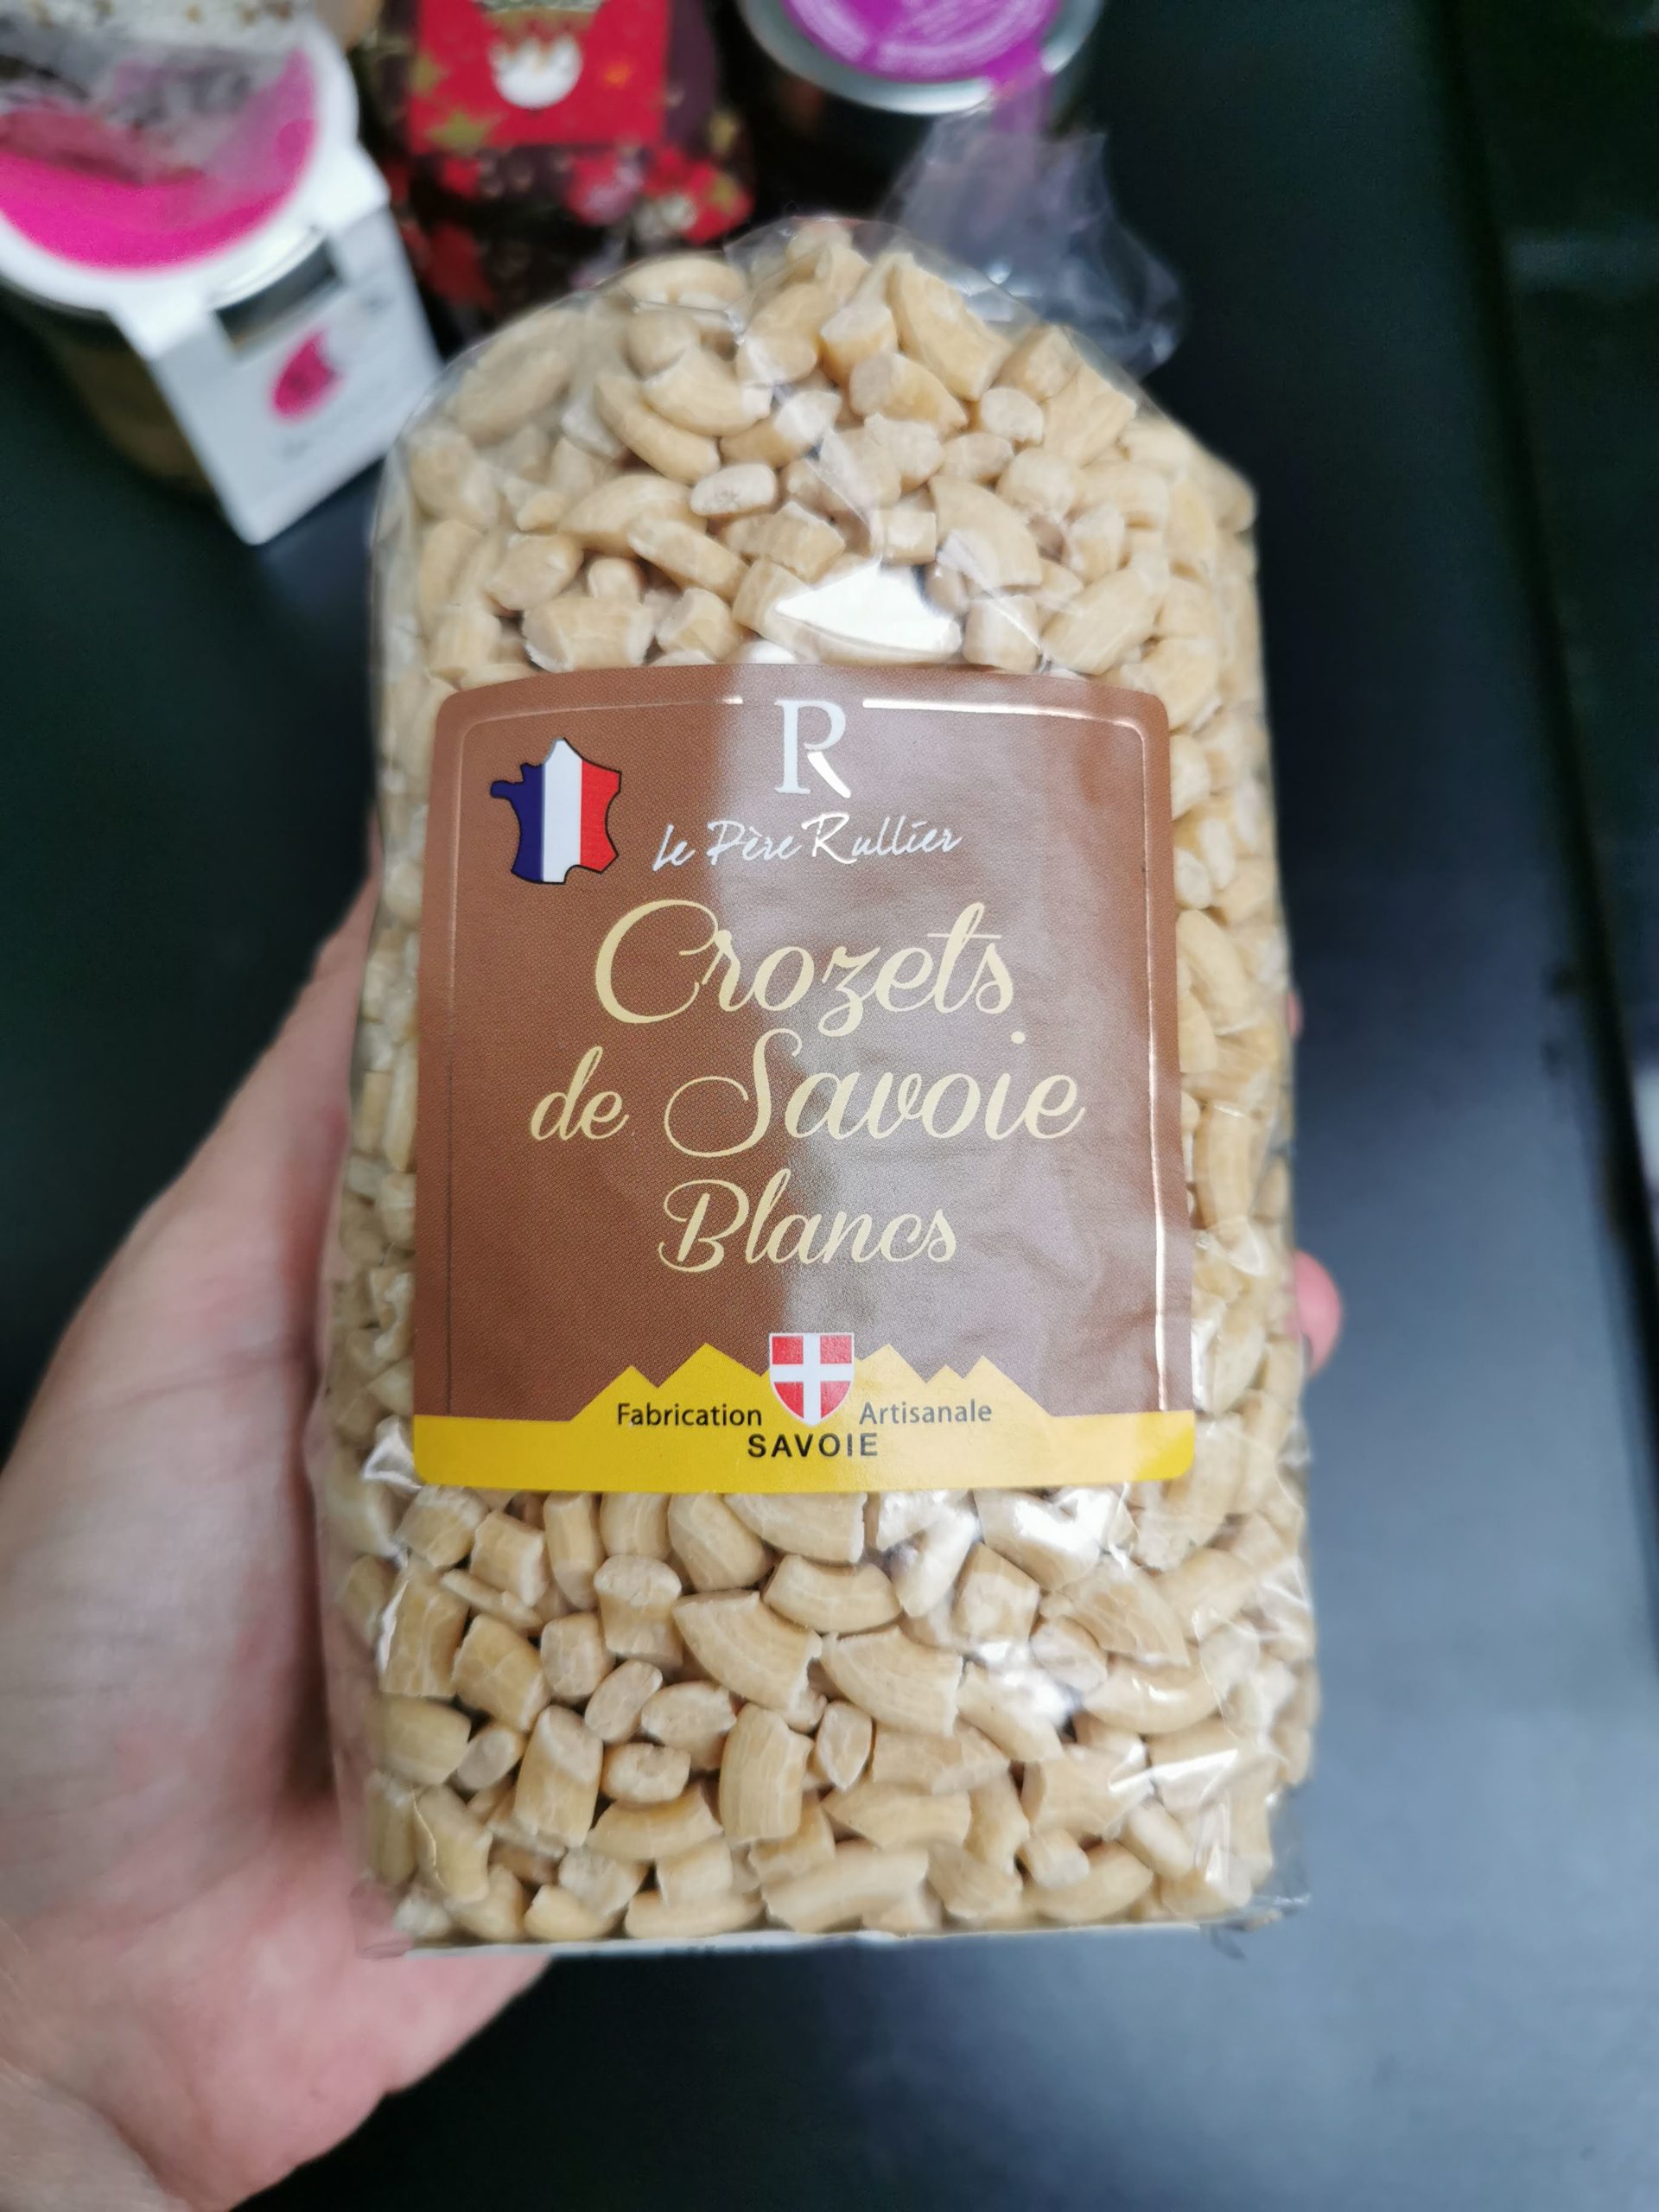 R
Le Père Rullier
Crozets
de Savoie
Blancs
Fabrication Artisanale
SAVOIE